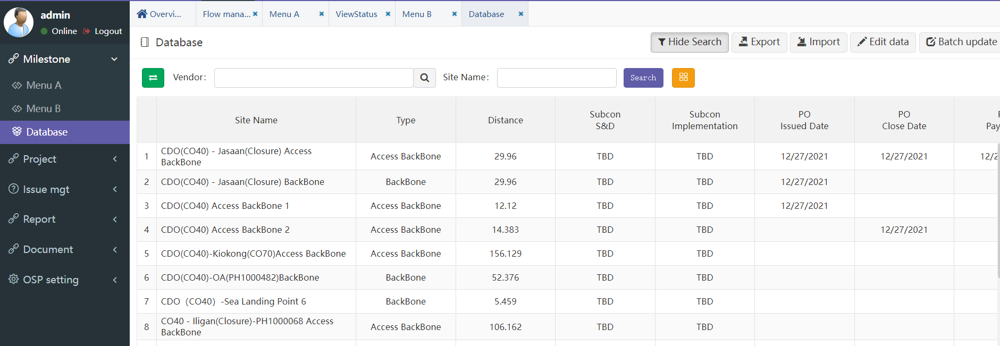 admin
Online Logout
Milestone
Menu A
Menu B
Database
Project
Issue mgt
Report
Document
OSP setting
Overvi... Flow mana... Menu A ViewStatus Menu B Database
Database
Hide Search Export Import Edit data Batch update
Vendor: Site Name: Search
Site Name Type Distance Subcon S&D Subcon Implementation PO Issued Date PO Close Date
1 CDO(CO40) - Jasaan(Closure) Access BackBone Access BackBone 29.96 TBD TBD 12/27/2021 12/27/2021 12/2
2 CDO(CO40) - Jasaan(Closure) BackBone BackBone 29.96 TBD TBD 12/27/2021
3 CDO(CO40) Access BackBone 1 Access BackBone 12.12 TBD TBD 12/27/2021
4 CDO(CO40) Access BackBone 2 Access BackBone 14.383 TBD TBD 12/27/2021
5 CDO(CO40)-Kiokong(CO70)Access BackBone Access BackBone 156.129 TBD TBD
6 CDO(CO40)-OA(PH1000482)BackBone BackBone 52.376 TBD TBD
7 CDO（CO40）-Sea Landing Point 6 BackBone 5.459 TBD TBD
8 CO40 - Iligan(Closure)-PH1000068 Access BackBone Access BackBone 106.162 TBD TBD